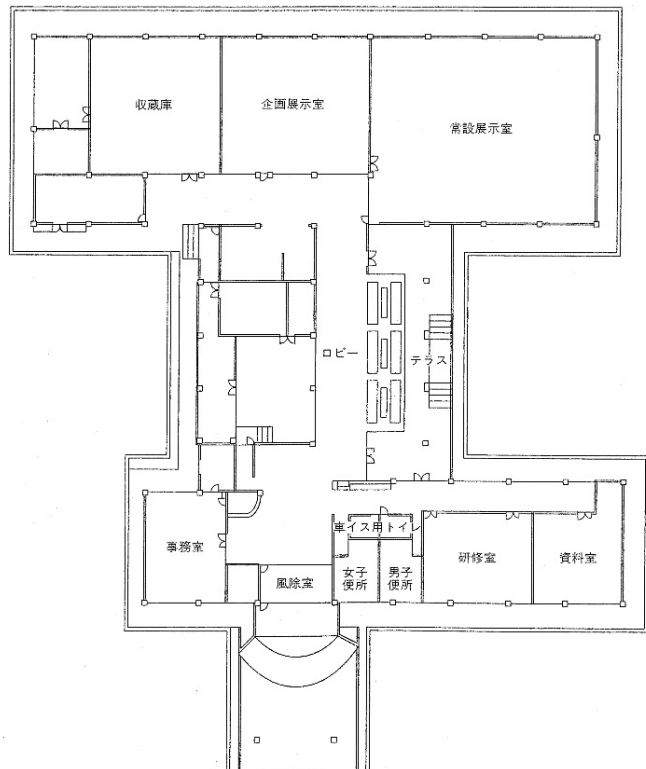 収蔵庫
企画展示室
常設展示室
ロビー
テラス
車イス用トイレ
事務室
風除室
女子
便所
男子
便所
研修室
資料室